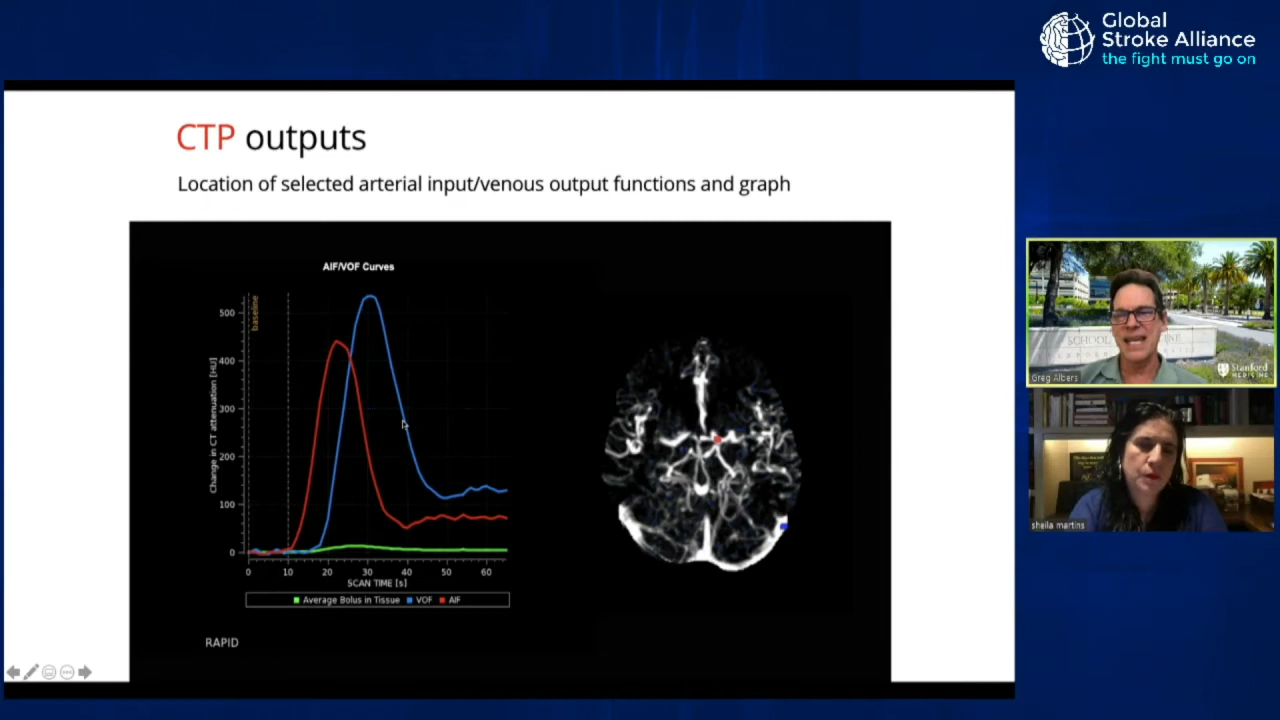 Global
Stroke Alliance
the fight must go on
CTP outputs
Location of selected arterial input/venous output functions and graph
AIF/VOF Curves
baseline
Change in CT attenuation [HU]
500
400
300
200
100
0
0 10 20 30 40 50 60
SCAN TIME [s]
Average Bolus in Tissue VOF AIF
RAPID
Greg Albers
Stanford
MEDICINE
sheila martins